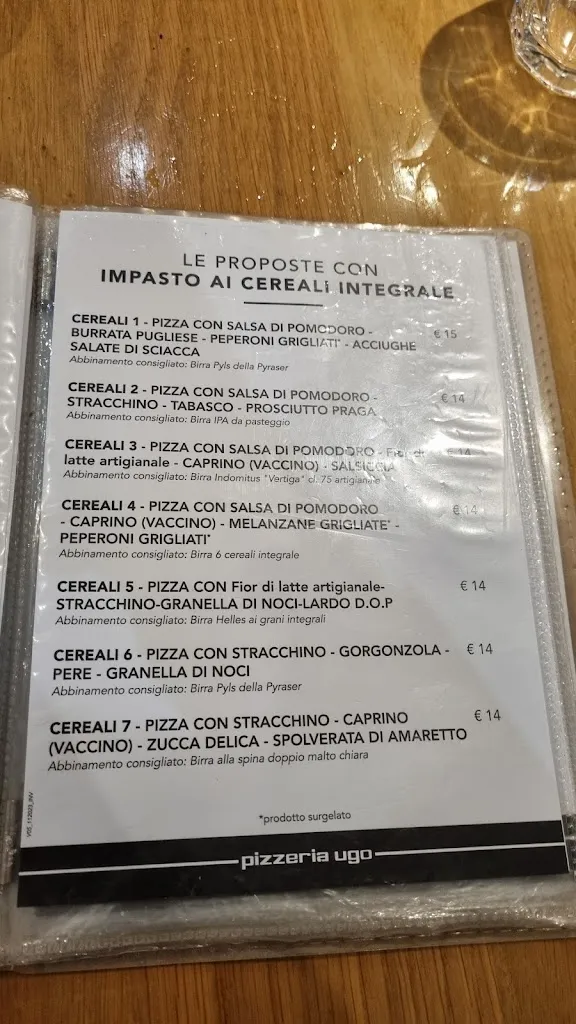 LE PROPOSTE CON
IMPASTO AI CEREALI INTEGRALE
CEREALI 1 - PIZZA CON SALSA DI POMODORO - € 15
BURRATA PUGLIESE - PEPERONI GRIGLIATI* - ACCIUGHE
SALATE DI SCIACCA
Abbinamento consigliato: Birra Pyls della Pyraser
CEREALI 2 - PIZZA CON SALSA DI POMODORO - € 14
STRACCHINO - TABASCO - PROSCIUTTO PRAGA
Abbinamento consigliato: Birra IPA da pasteggio
CEREALI 3 - PIZZA CON SALSA DI POMODORO - Fior di € 14
latte artigianale - CAPRINO (VACCINO) - SALSICCIA
Abbinamento consigliato: Birra Indomitus "Vertiga" cl. 75 artigianale
CEREALI 4 - PIZZA CON SALSA DI POMODORO € 14
- CAPRINO (VACCINO) - MELANZANE GRIGLIATE* -
PEPERONI GRIGLIATI*
Abbinamento consigliato: Birra 6 cereali integrale
CEREALI 5 - PIZZA CON Fior di latte artigianale- € 14
STRACCHINO-GRANELLA DI NOCI-LARDO D.O.P
Abbinamento consigliato: Birra Helles ai grani integrali
CEREALI 6 - PIZZA CON STRACCHINO - GORGONZOLA - € 14
PERE - GRANELLA DI NOCI
Abbinamento consigliato: Birra Pyls della Pyraser
CEREALI 7 - PIZZA CON STRACCHINO - CAPRINO € 14
(VACCINO) - ZUCCA DELICA - SPOLVERATA DI AMARETTO
Abbinamento consigliato: Birra alla spina doppio malto chiara
*prodotto surgelato
pizzeria ugo